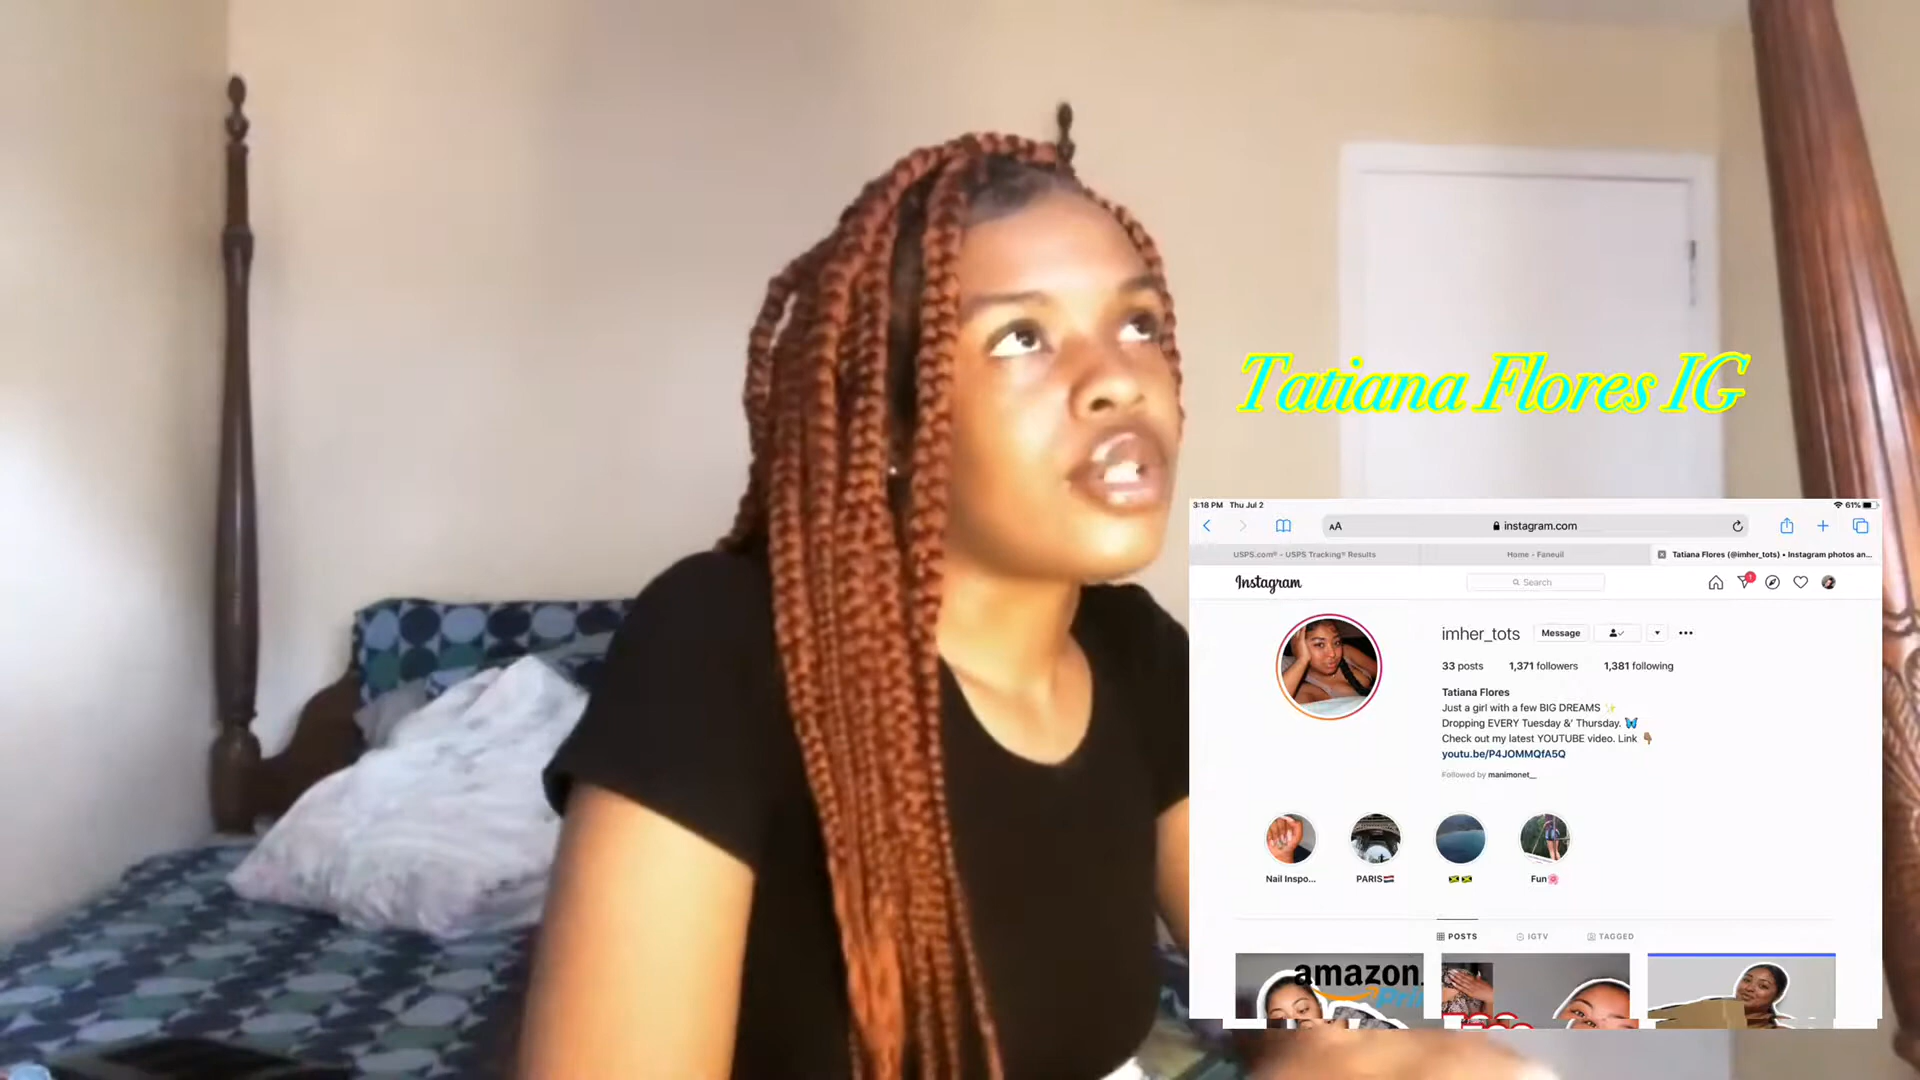 Tatiana Flores IG
3:18 PM Thu Jul 2
61%
AA
instagram.com
USPS.com® - USPS Tracking® Results
Home - Faneuil
Tatiana Flores (@imher_tots) • Instagram photos an...
Instagram
Search
1
imher_tots
Message
33 posts 1,371 followers 1,381 following
Tatiana Flores
Just a girl with a few BIG DREAMS ✨
Dropping EVERY Tuesday &' Thursday. 🦋
Check out my latest YOUTUBE video. Link 👇🏽
youtu.be/P4JOMMQfA5Q
Followed by manimonet__
Nail Inspo...
PARIS
Fun
POSTS
IGTV
TAGGED
amazon